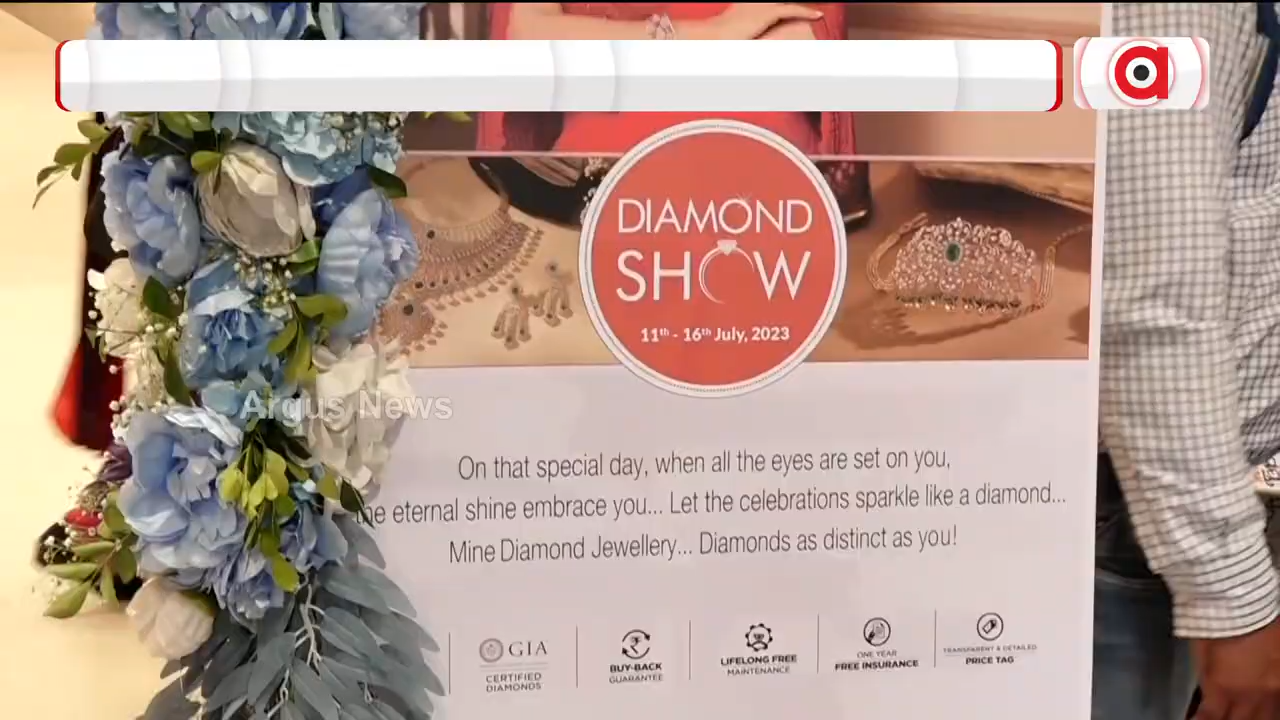 a
DIAMOND
SHOW
11th - 16th July, 2023
Argus News
On that special day, when all the eyes are set on you,
the eternal shine embrace you... Let the celebrations sparkle like a diamond...
Mine Diamond Jewellery... Diamonds as distinct as you!
GIA
CERTIFIED
DIAMONDS
BUY-BACK
GUARANTEE
LIFELONG FREE
MAINTENANCE
ONE YEAR
FREE INSURANCE
TRANSPARENT & DETAILED
PRICE TAG